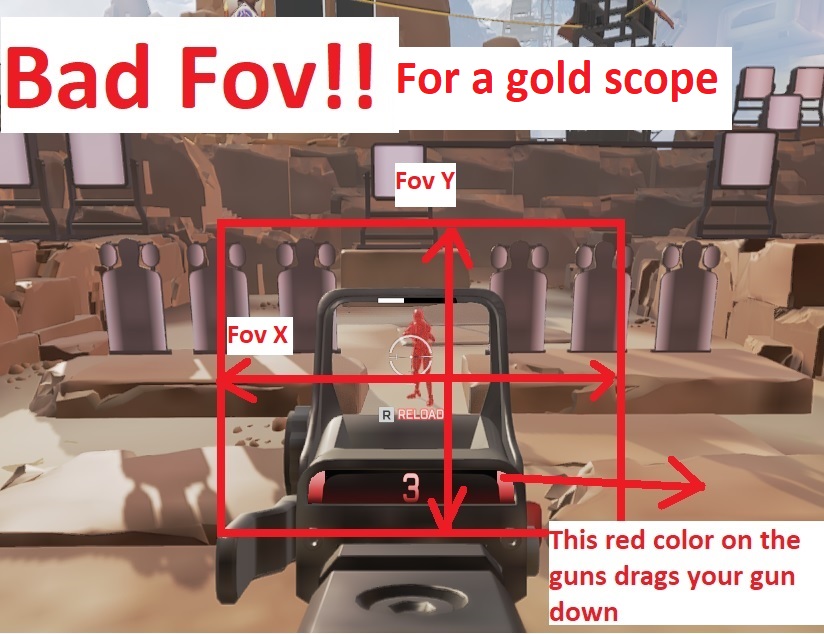 Bad Fov!! For a gold scope
Fov Y
Fov X
R RELOAD
3
This red color on the
guns drags your gun
down